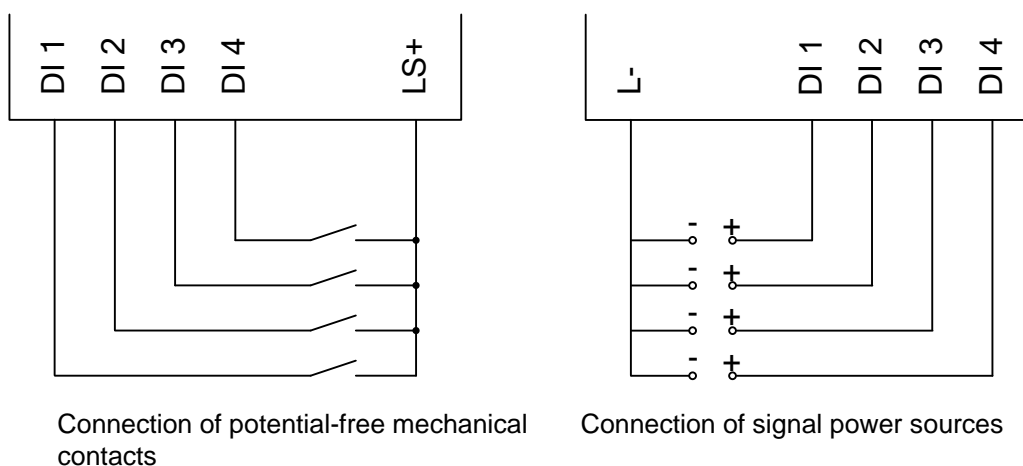 DI 1 DI 2 DI 3 DI 4 LS+
L- DI 1 DI 2 DI 3 DI 4
- +
- +
- +
- +
Connection of potential-free mechanical
contacts
Connection of signal power sources